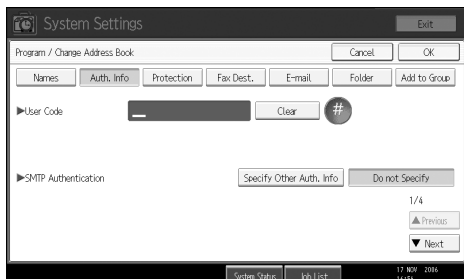 System Settings
Exit
Program / Change Address Book
Cancel
OK
Names
Auth. Info
Protection
Fax Dest.
E-mail
Folder
Add to Group
▶User Code
Clear
#
▶SMTP Authentication
Specify Other Auth. Info
Do not Specify
1/4
▲ Previous
▼ Next
System Status
Job List
17 NOV 2006